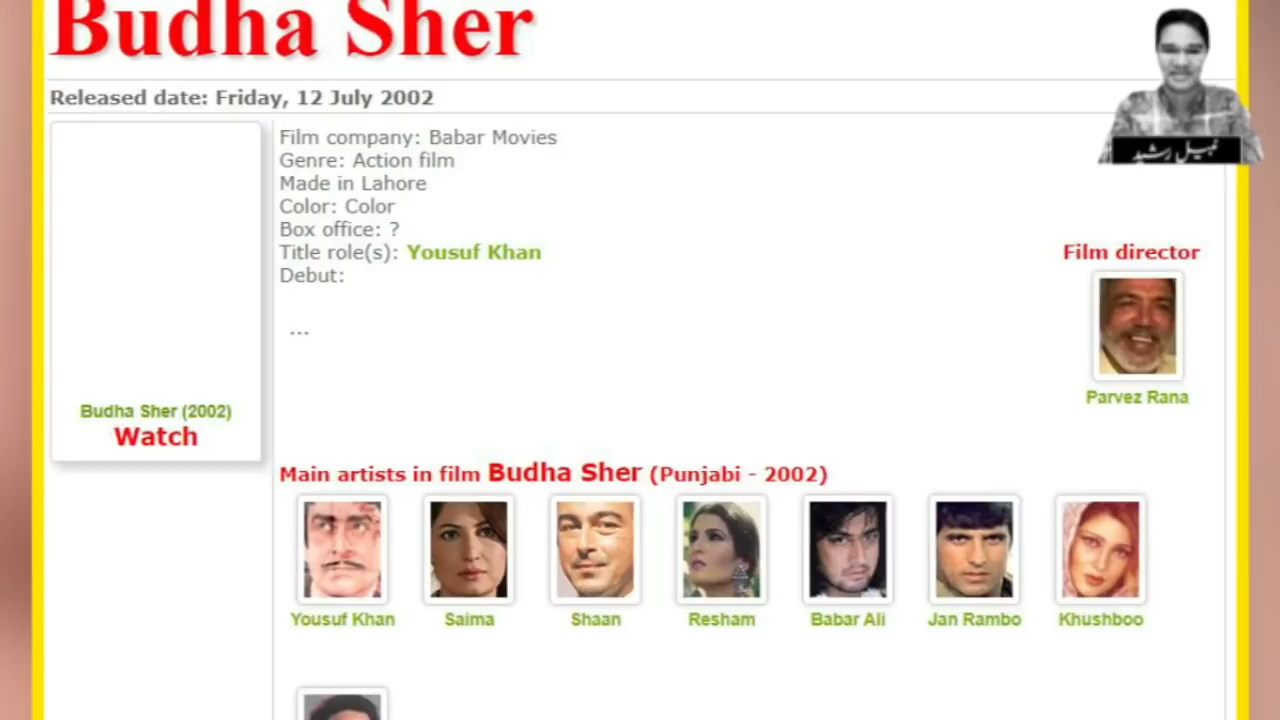 Budha Sher
Released date: Friday, 12 July 2002
Film company: Babar Movies
Genre: Action film
Made in Lahore
Color: Color
Box office: ?
Title role(s): Yousuf Khan
Debut:
...
Film director
Parvez Rana
Budha Sher (2002)
Watch
Main artists in film Budha Sher (Punjabi - 2002)
Yousuf Khan Saima Shaan Resham Babar Ali Jan Rambo Khushboo